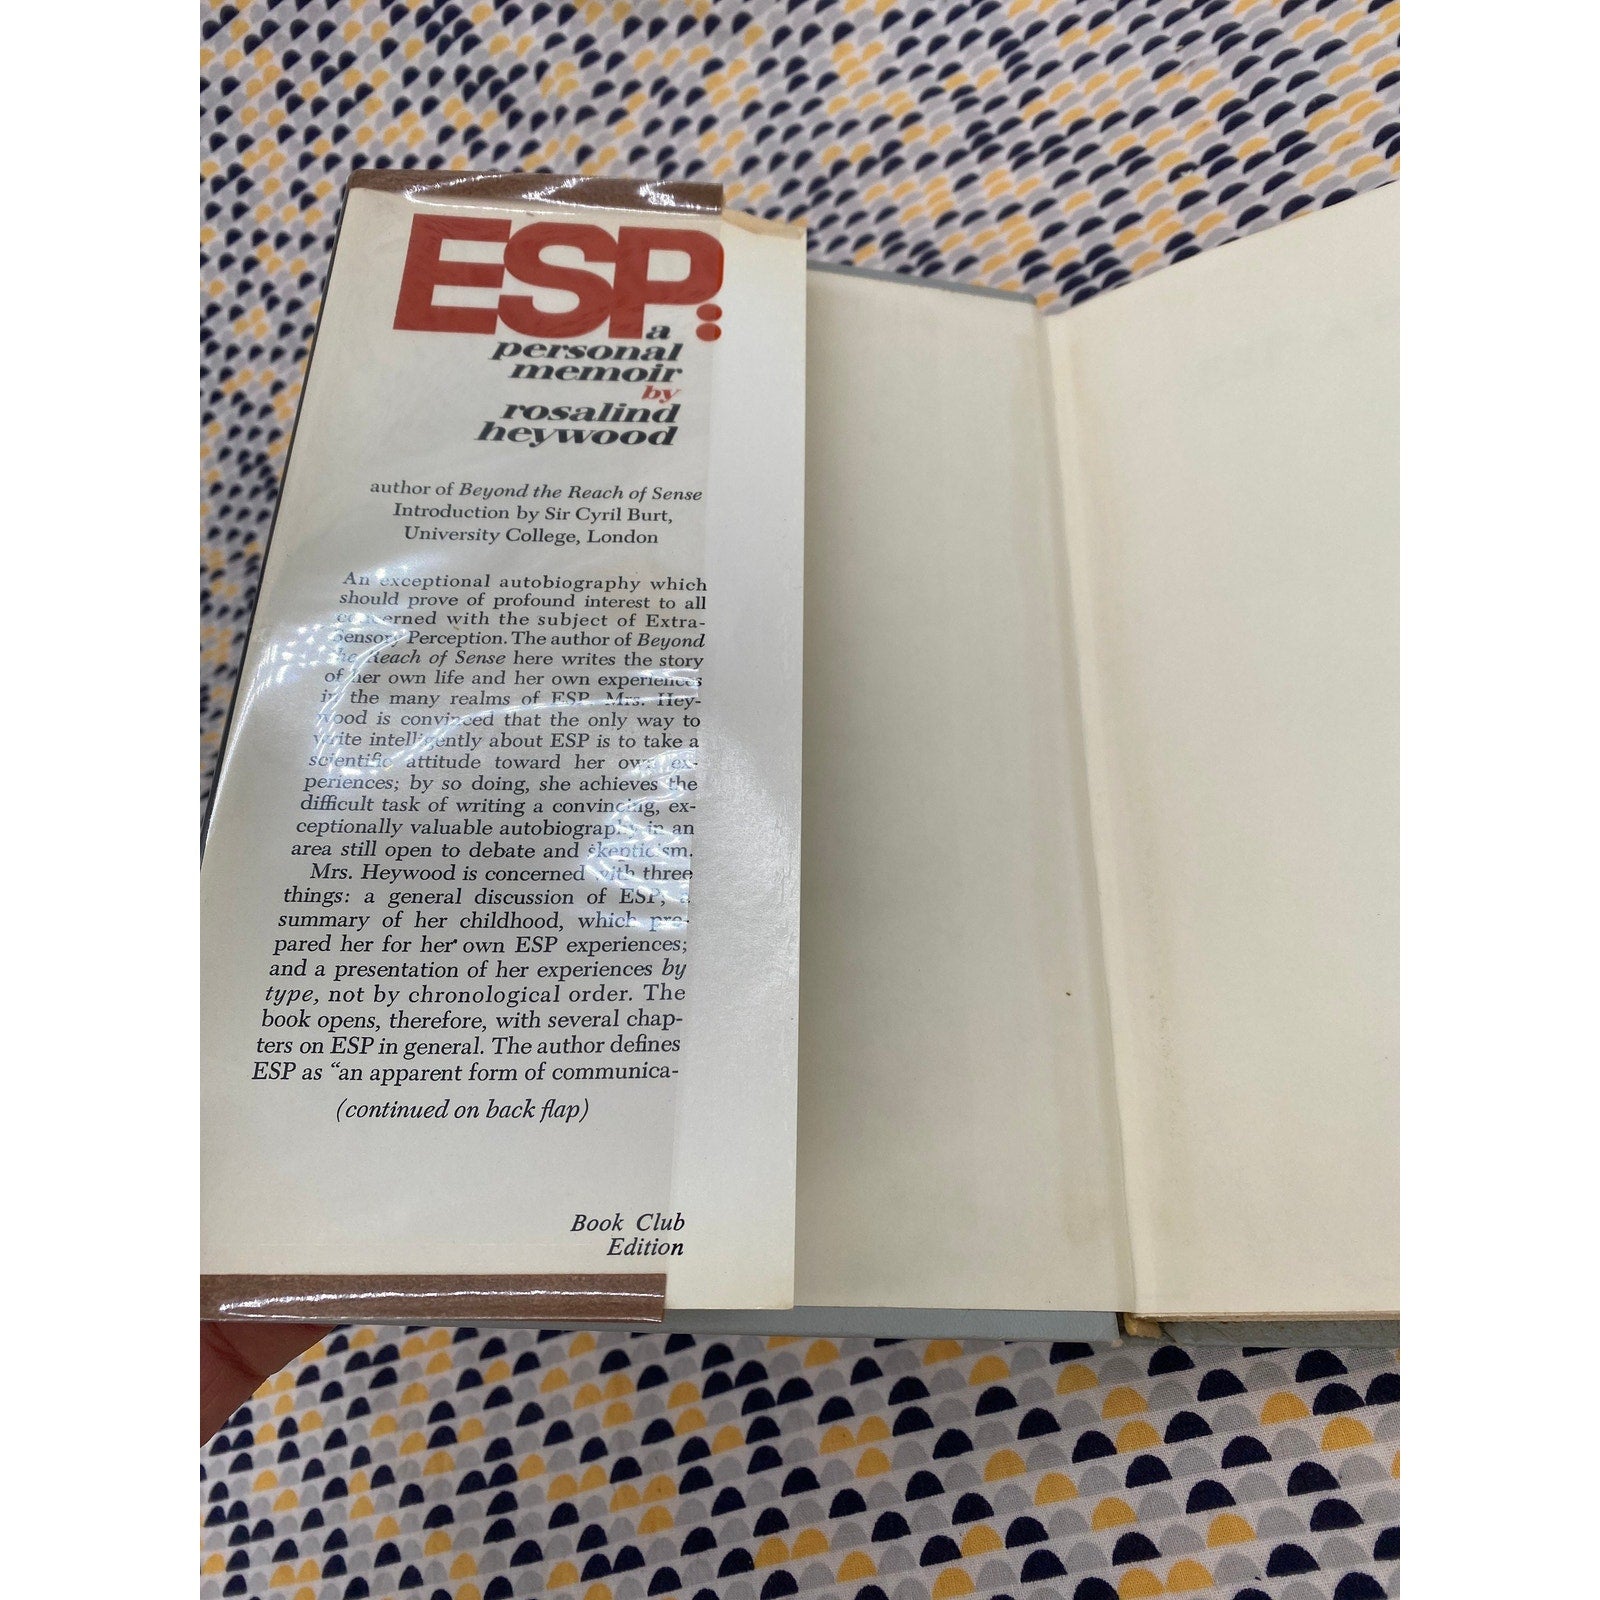 ESP:
a
personal
memoir
by
rosalind
heywood
author of Beyond the Reach of Sense
Introduction by Sir Cyril Burt,
University College, London
An exceptional autobiography which
should prove of profound interest to all
concerned with the subject of Extra-
Sensory Perception. The author of Beyond
the Reach of Sense here writes the story
of her own life and her own experiences
in the many realms of ESP. Mrs. Hey-
wood is convinced that the only way to
write intelligently about ESP is to take a
scientific attitude toward her own ex-
periences; by so doing, she achieves the
difficult task of writing a convincing, ex-
ceptionally valuable autobiography in an
area still open to debate and skepticism.
Mrs. Heywood is concerned with three
things: a general discussion of ESP; a
summary of her childhood, which pre-
pared her for her own ESP experiences;
and a presentation of her experiences by
type, not by chronological order. The
book opens, therefore, with several chap-
ters on ESP in general. The author defines
ESP as “an apparent form of communica-
(continued on back flap)
Book Club
Edition